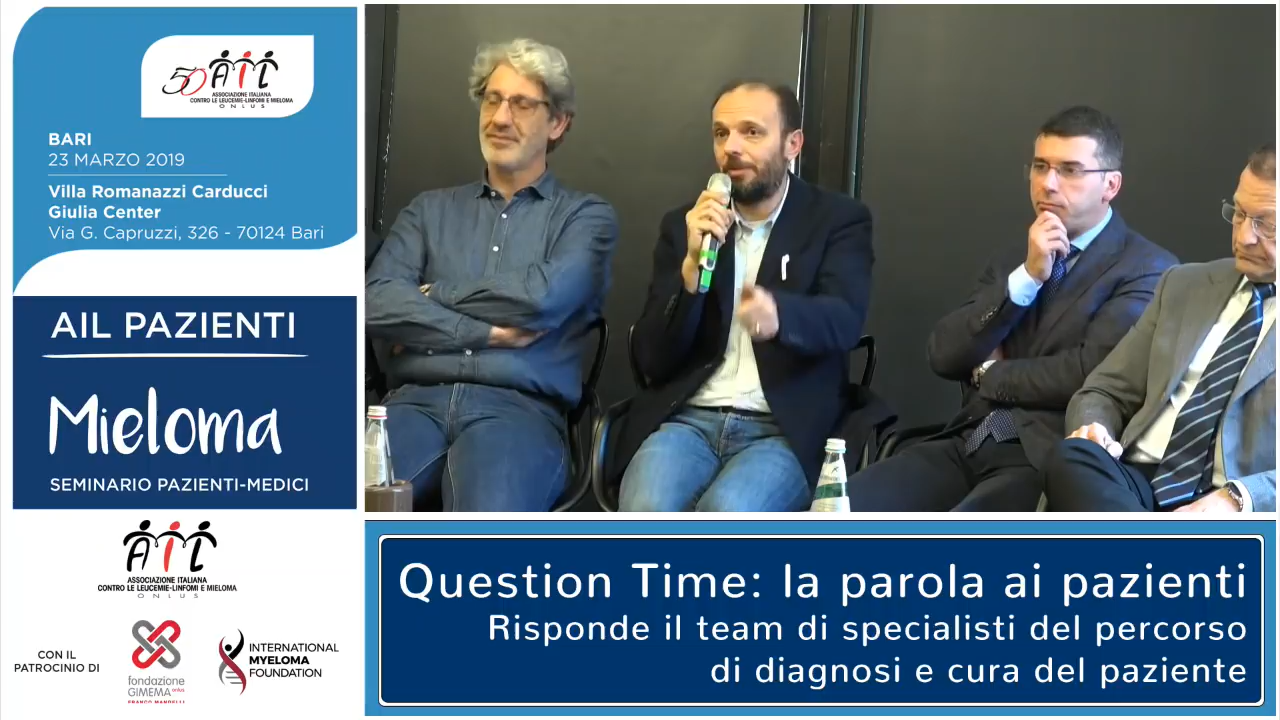 50 AIL
ASSOCIAZIONE ITALIANA
CONTRO LE LEUCEMIE-LINFOMI E MIELOMA
ONLUS
BARI
23 MARZO 2019
Villa Romanazzi Carducci
Giulia Center
Via G. Capruzzi, 326 - 70124 Bari
AIL PAZIENTI
Mieloma
SEMINARIO PAZIENTI-MEDICI
AIL
ASSOCIAZIONE ITALIANA
CONTRO LE LEUCEMIE-LINFOMI E MIELOMA
ONLUS
CON IL
PATROCINIO DI
fondazione
GIMEMA onlus
FRANCO MANDELLI
INTERNATIONAL
MYELOMA
FOUNDATION
Question Time: la parola ai pazienti
Risponde il team di specialisti del percorso
di diagnosi e cura del paziente